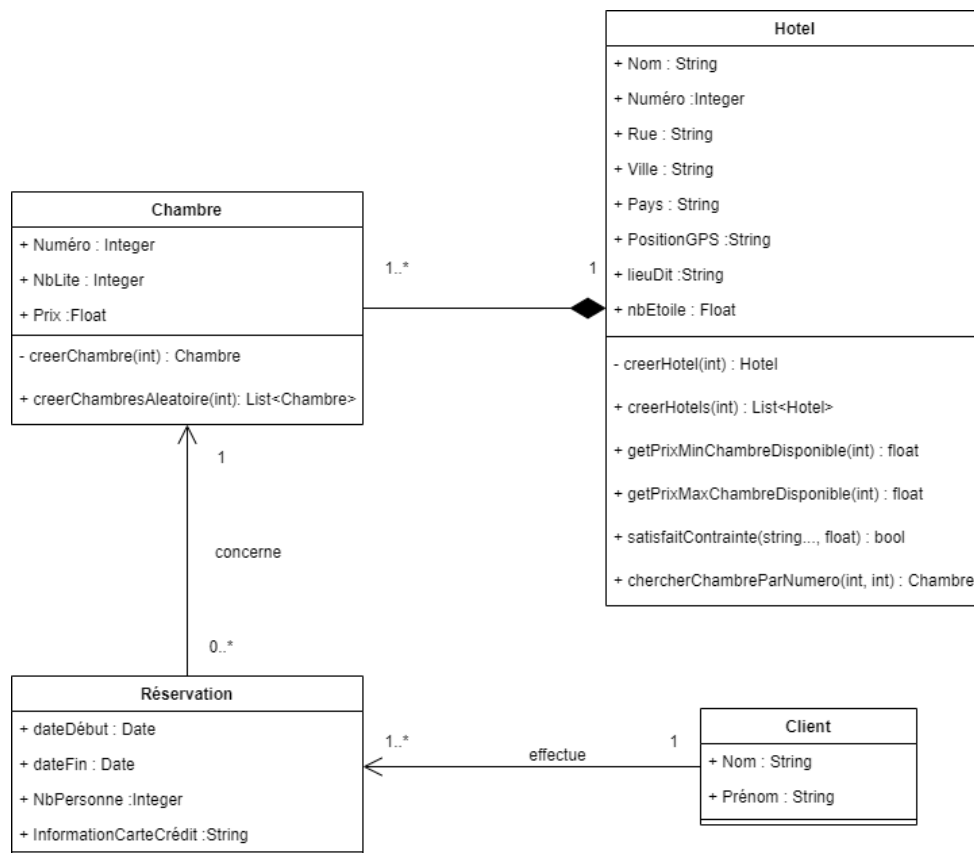 Hotel
+ Nom : String
+ Numéro :Integer
+ Rue : String
+ Ville : String
+ Pays : String
+ PositionGPS :String
+ lieuDit :String
+ nbEtoile : Float
- creerHotel(int) : Hotel
+ creerHotels(int) : List<Hotel>
+ getPrixMinChambreDisponible(int) : float
+ getPrixMaxChambreDisponible(int) : float
+ satisfaitContrainte(string..., float) : bool
+ chercherChambreParNumero(int, int) : Chambre
1..*
1
Chambre
+ Numéro : Integer
+ NbLite : Integer
+ Prix :Float
- creerChambre(int) : Chambre
+ creerChambresAleatoire(int): List<Chambre>
1
concerne
0..*
Réservation
+ dateDébut : Date
+ dateFin : Date
+ NbPersonne :Integer
+ InformationCarteCrédit :String
1..*
effectue
1
Client
+ Nom : String
+ Prénom : String